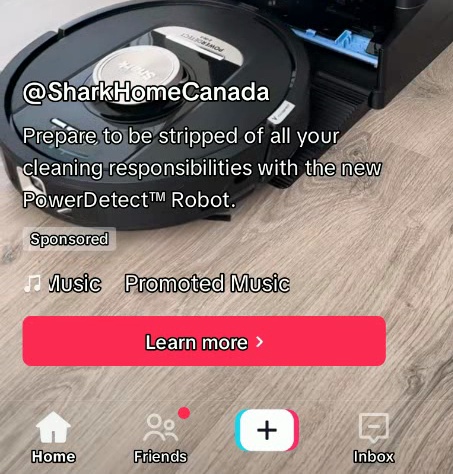 @SharkHomeCanada
Prepare to be stripped of all your
cleaning responsibilities with the new
PowerDetect™ Robot.
Sponsored
Music Promoted Music
Learn more >
Home
Friends
Inbox